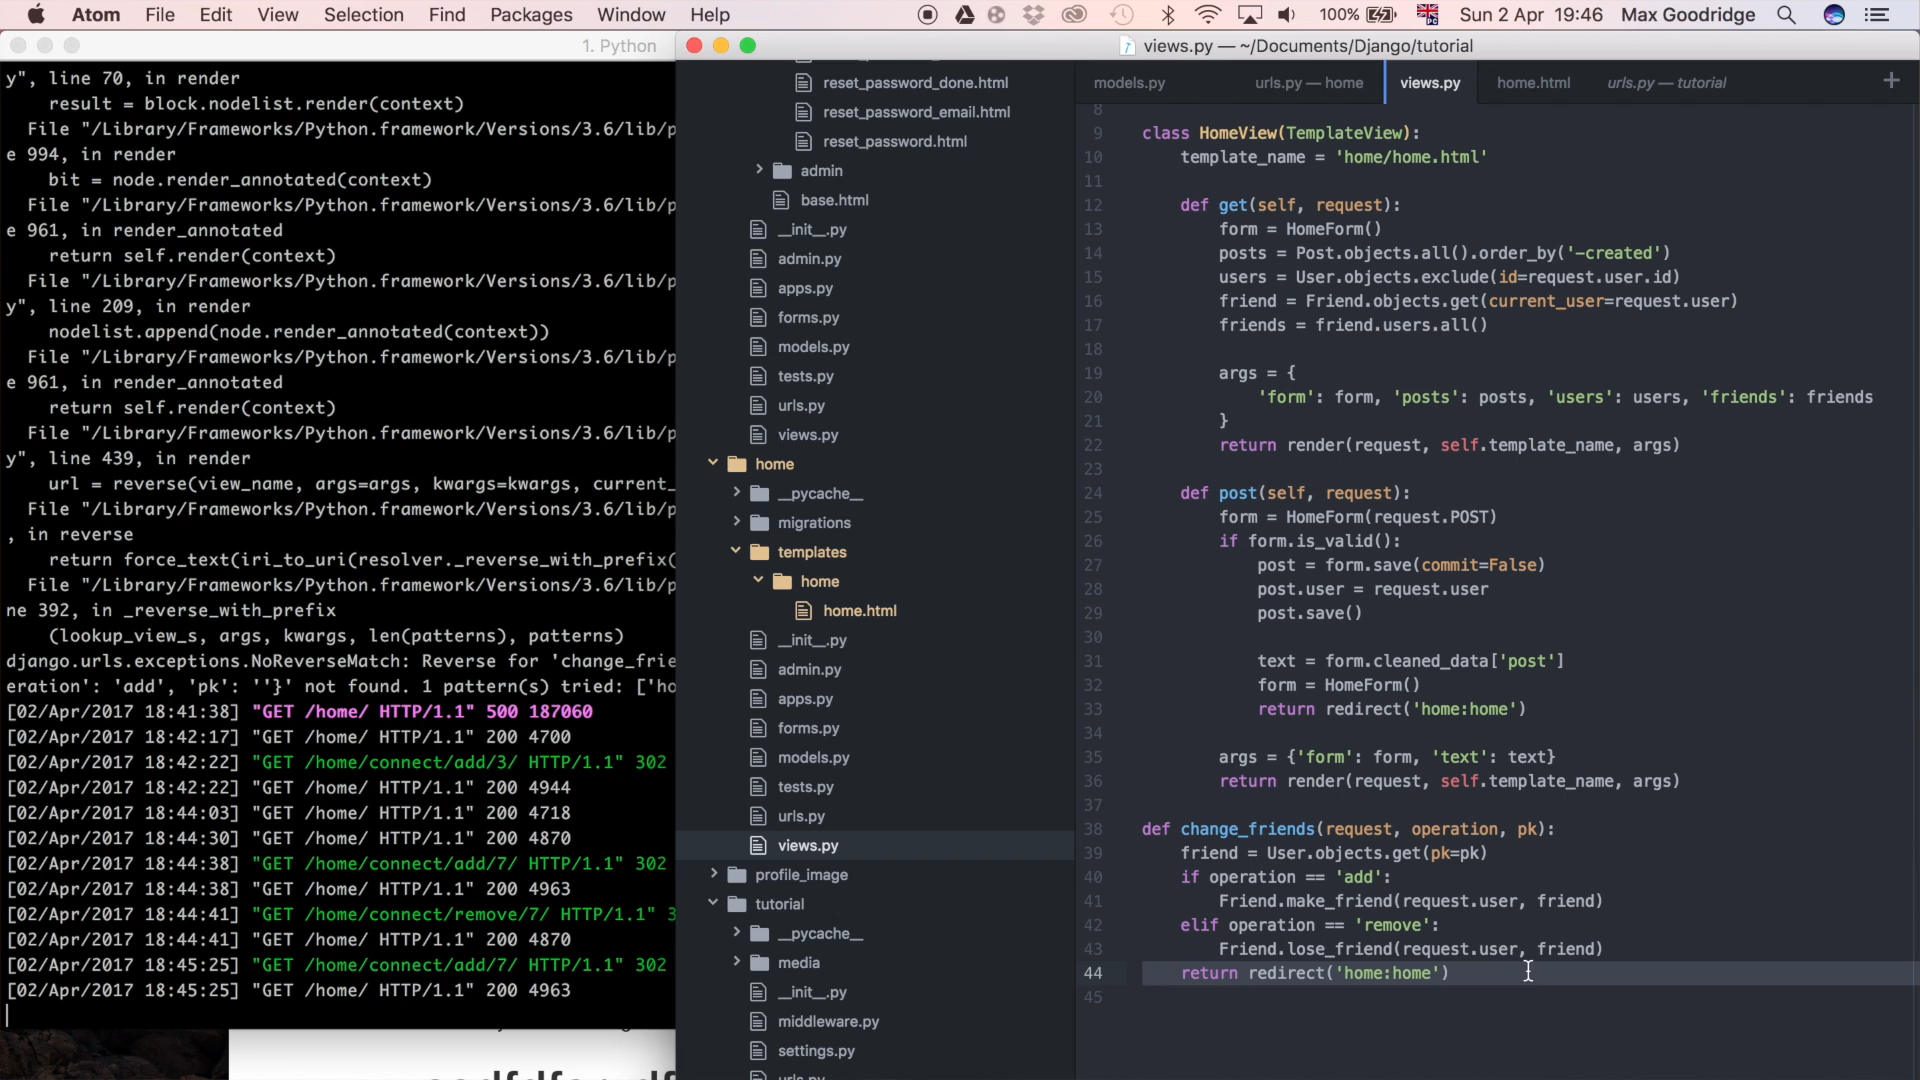 Atom File Edit View Selection Find Packages Window Help 100% Sun 2 Apr 19:46 Max Goodridge
1. Python
y", line 70, in render
result = block.nodelist.render(context)
File "/Library/Frameworks/Python.framework/Versions/3.6/lib/p
e 994, in render
bit = node.render_annotated(context)
File "/Library/Frameworks/Python.framework/Versions/3.6/lib/p
e 961, in render_annotated
return self.render(context)
File "/Library/Frameworks/Python.framework/Versions/3.6/lib/p
y", line 209, in render
nodelist.append(node.render_annotated(context))
File "/Library/Frameworks/Python.framework/Versions/3.6/lib/p
e 961, in render_annotated
return self.render(context)
File "/Library/Frameworks/Python.framework/Versions/3.6/lib/p
y", line 439, in render
url = reverse(view_name, args=args, kwargs=kwargs, current_
File "/Library/Frameworks/Python.framework/Versions/3.6/lib/p
, in reverse
return force_text(iri_to_uri(resolver._reverse_with_prefix(
File "/Library/Frameworks/Python.framework/Versions/3.6/lib/p
ne 392, in _reverse_with_prefix
(lookup_view_s, args, kwargs, len(patterns), patterns)
django.urls.exceptions.NoReverseMatch: Reverse for 'change_frie
eration': 'add', 'pk': ''}' not found. 1 pattern(s) tried: ['ho
[02/Apr/2017 18:41:38] "GET /home/ HTTP/1.1" 500 187060
[02/Apr/2017 18:42:17] "GET /home/ HTTP/1.1" 200 4700
[02/Apr/2017 18:42:22] "GET /home/connect/add/3/ HTTP/1.1" 302
[02/Apr/2017 18:42:22] "GET /home/ HTTP/1.1" 200 4944
[02/Apr/2017 18:44:03] "GET /home/ HTTP/1.1" 200 4718
[02/Apr/2017 18:44:30] "GET /home/ HTTP/1.1" 200 4870
[02/Apr/2017 18:44:38] "GET /home/connect/add/7/ HTTP/1.1" 302
[02/Apr/2017 18:44:38] "GET /home/ HTTP/1.1" 200 4963
[02/Apr/2017 18:44:41] "GET /home/connect/remove/7/ HTTP/1.1" 3
[02/Apr/2017 18:44:41] "GET /home/ HTTP/1.1" 200 4870
[02/Apr/2017 18:45:25] "GET /home/connect/add/7/ HTTP/1.1" 302
[02/Apr/2017 18:45:25] "GET /home/ HTTP/1.1" 200 4963
views.py — ~/Documents/Django/tutorial
reset_password_done.html
reset_password_email.html
reset_password.html
admin
base.html
__init__.py
admin.py
apps.py
forms.py
models.py
tests.py
urls.py
views.py
home
__pycache__
migrations
templates
home
home.html
__init__.py
admin.py
apps.py
forms.py
models.py
tests.py
urls.py
views.py
profile_image
tutorial
__pycache__
media
__init__.py
middleware.py
settings.py
urls.py
models.py urls.py — home views.py home.html urls.py — tutorial
8
9 class HomeView(TemplateView):
10 template_name = 'home/home.html'
11
12 def get(self, request):
13 form = HomeForm()
14 posts = Post.objects.all().order_by('-created')
15 users = User.objects.exclude(id=request.user.id)
16 friend = Friend.objects.get(current_user=request.user)
17 friends = friend.users.all()
18
19 args = {
20 'form': form, 'posts': posts, 'users': users, 'friends': friends
21 }
22 return render(request, self.template_name, args)
23
24 def post(self, request):
25 form = HomeForm(request.POST)
26 if form.is_valid():
27 post = form.save(commit=False)
28 post.user = request.user
29 post.save()
30
31 text = form.cleaned_data['post']
32 form = HomeForm()
33 return redirect('home:home')
34
35 args = {'form': form, 'text': text}
36 return render(request, self.template_name, args)
37
38 def change_friends(request, operation, pk):
39 friend = User.objects.get(pk=pk)
40 if operation == 'add':
41 Friend.make_friend(request.user, friend)
42 elif operation == 'remove':
43 Friend.lose_friend(request.user, friend)
44 return redirect('home:home')
45